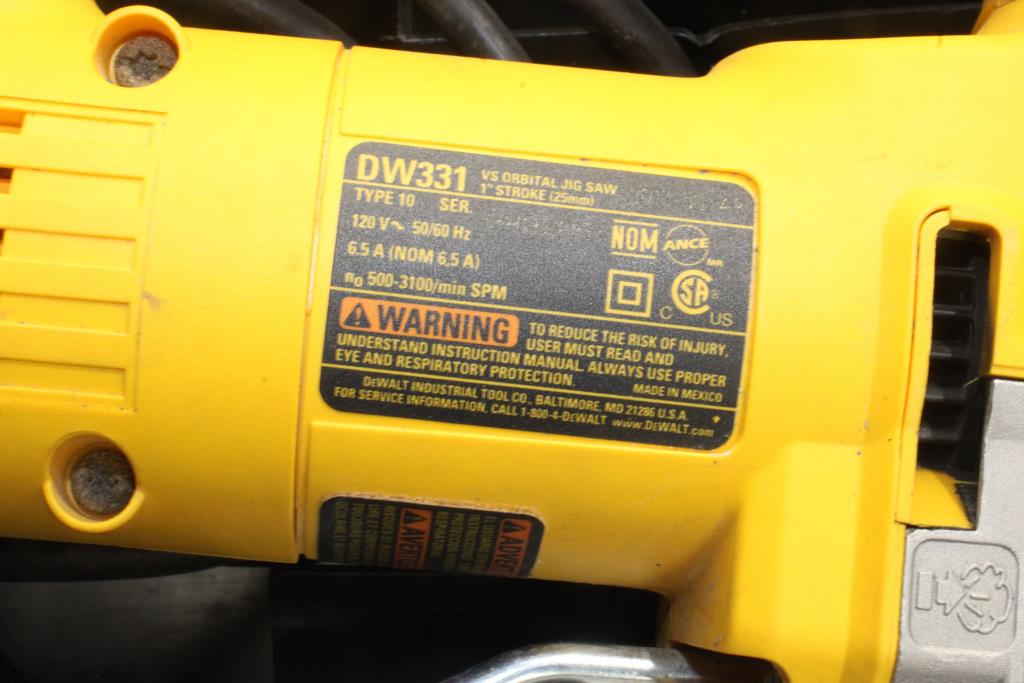 DW331 VS ORBITAL JIG SAW
1" STROKE (25mm)
TYPE 10 SER.
120 V~ 50/60 Hz
6.5 A (NOM 6.5 A)
n₀ 500-3100/min SPM
NOM
ANCE
MR
SA
C US
WARNING TO REDUCE THE RISK OF INJURY,
USER MUST READ AND
UNDERSTAND INSTRUCTION MANUAL. ALWAYS USE PROPER
EYE AND RESPIRATORY PROTECTION.
MADE IN MEXICO
DEWALT INDUSTRIAL TOOL CO., BALTIMORE, MD 21286 U.S.A.
FOR SERVICE INFORMATION, CALL 1-800-4-DEWALT www.DEWALT.com